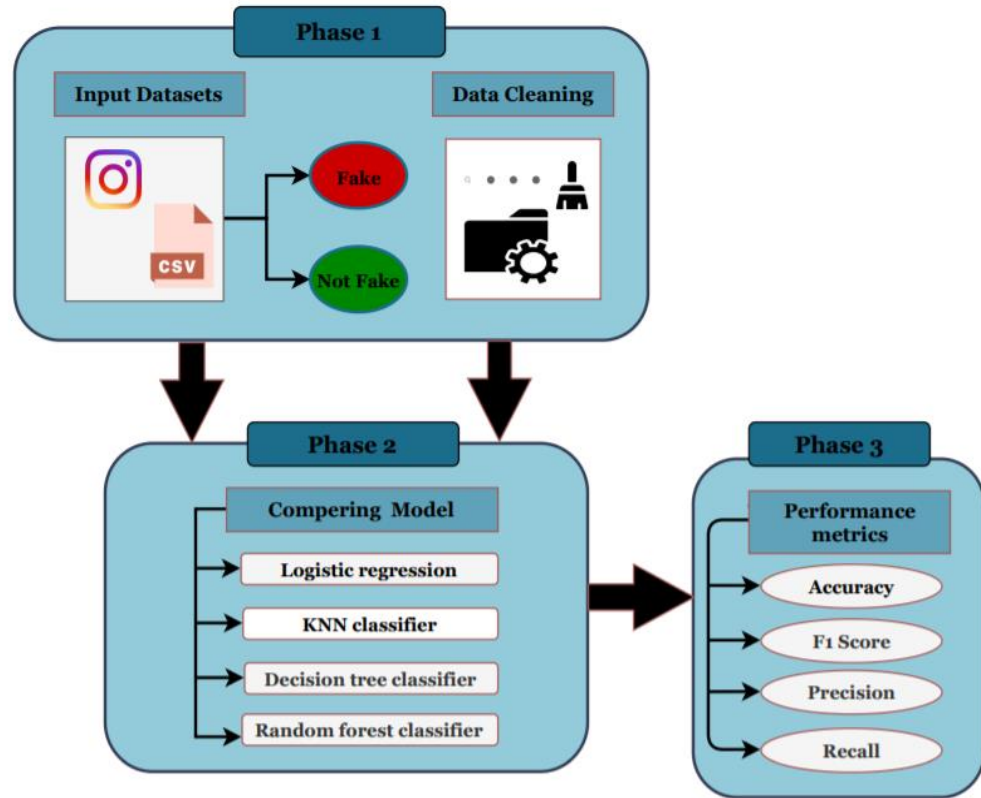 Phase 1
Input Datasets
Data Cleaning
Fake
CSV
Not Fake
Phase 2
Compering Model
Logistic regression
KNN classifier
Decision tree classifier
Random forest classifier
Phase 3
Performance
metrics
Accuracy
F1 Score
Precision
Recall